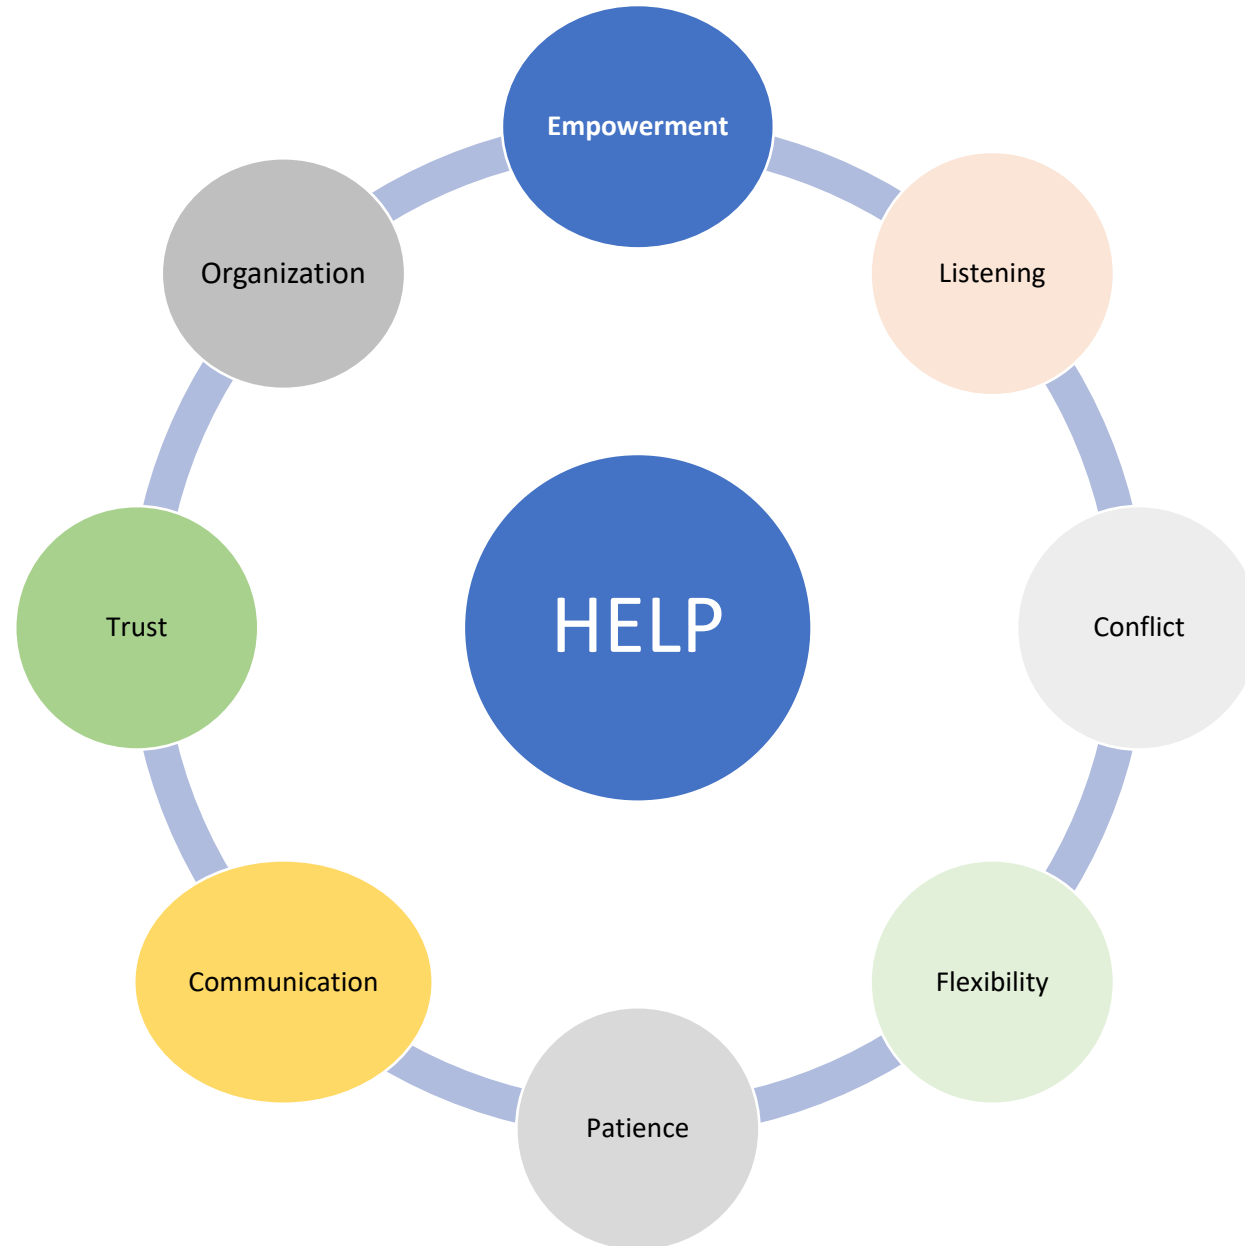 Empowerment
Listening
Organization
HELP
Trust
Conflict
Communication
Flexibility
Patience